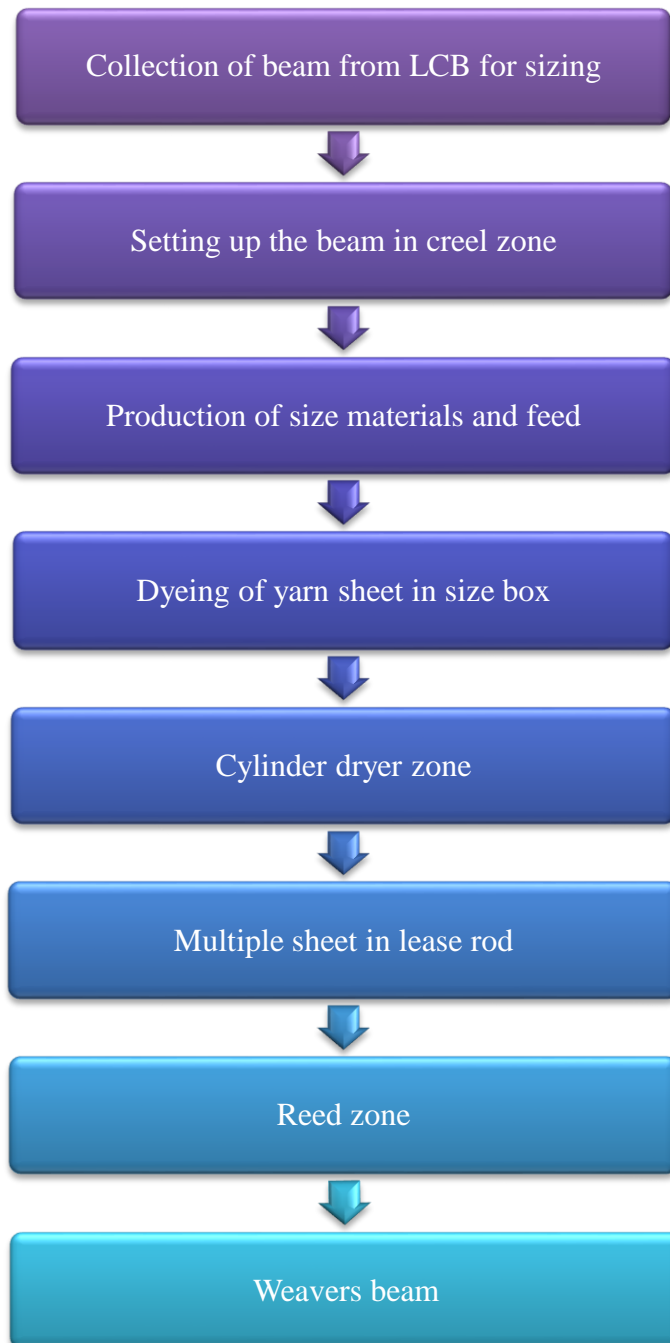 Collection of beam from LCB for sizing
Setting up the beam in creel zone
Production of size materials and feed
Dyeing of yarn sheet in size box
Cylinder dryer zone
Multiple sheet in lease rod
Reed zone
Weavers beam